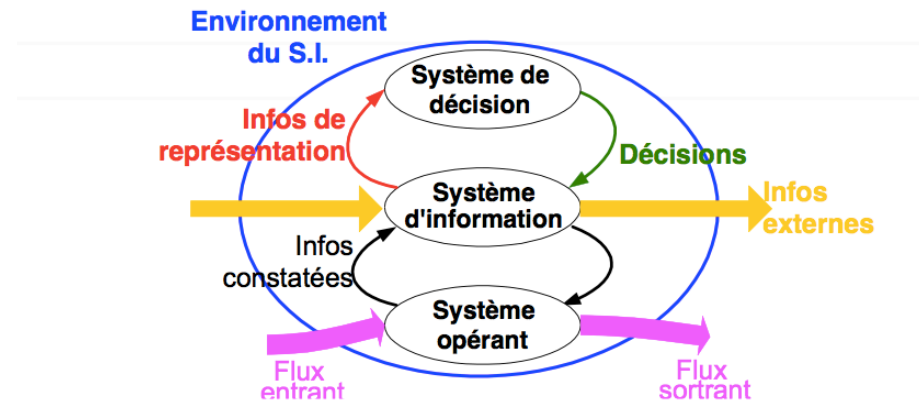 Environnement
du S.I.
Système de
décision
Infos de
représentation
Décisions
Système
d'information
Infos
externes
Infos
constatées
Système
opérant
Flux
entrant
Flux
sortrant